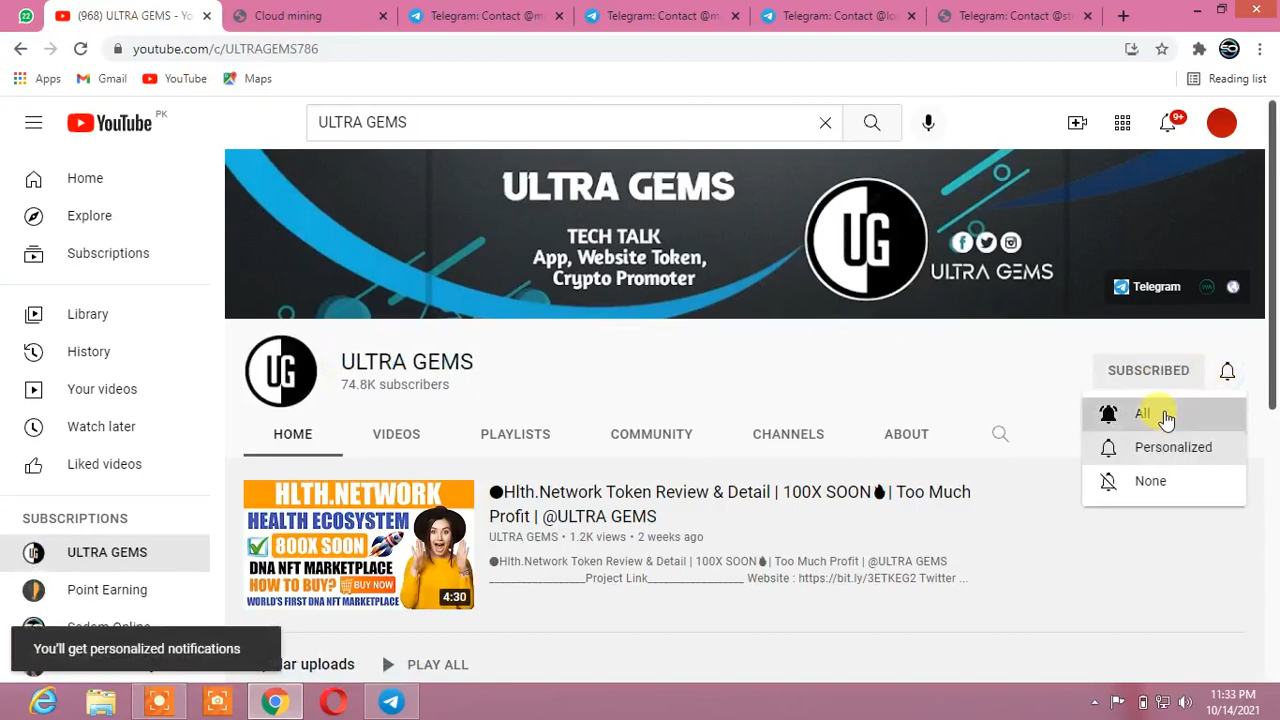 22
(968) ULTRA GEMS - Yo
Cloud mining
Telegram: Contact @m
Telegram: Contact @m
Telegram: Contact @lo
Telegram: Contact @st
youtube.com/c/ULTRAGEMS786
Apps
Gmail
YouTube
Maps
Reading list
YouTube PK
ULTRA GEMS
9+
Home
Explore
Subscriptions
Library
History
Your videos
Watch later
Liked videos
SUBSCRIPTIONS
ULTRA GEMS
Point Earning
You'll get personalized notifications
ULTRA GEMS
TECH TALK
App, Website Token,
Crypto Promoter
UG
ULTRA GEMS
Telegram
UG
ULTRA GEMS
74.8K subscribers
SUBSCRIBED
All
Personalized
None
HOME
VIDEOS
PLAYLISTS
COMMUNITY
CHANNELS
ABOUT
HLTH.NETWORK
HEALTH ECOSYSTEM
800X SOON
DNA NFT MARKETPLACE
HOW TO BUY? BUY NOW
WORLD'S FIRST DNA NFT MARKETPLACE
4:30
●Hlth.Network Token Review & Detail | 100X SOON🌢| Too Much
Profit | @ULTRA GEMS
ULTRA GEMS • 1.2K views • 2 weeks ago
●Hlth.Network Token Review & Detail | 100X SOON🌢| Too Much Profit | @ULTRA GEMS
__________________Project Link__________________ Website : https://bit.ly/3ETKEG2 Twitter ...
uploads
PLAY ALL
11:33 PM
10/14/2021